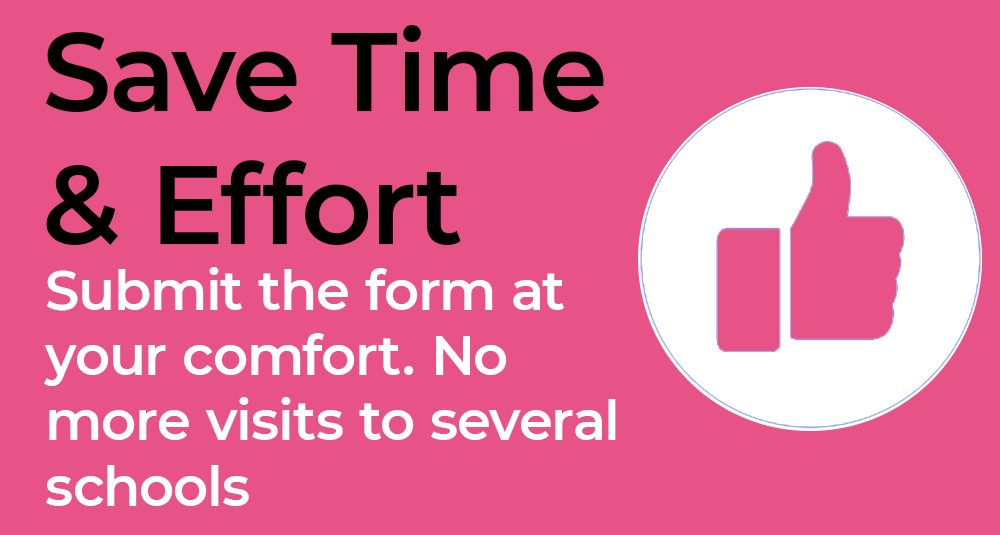 Save Time
& Effort
Submit the form at
your comfort. No
more visits to several
schools